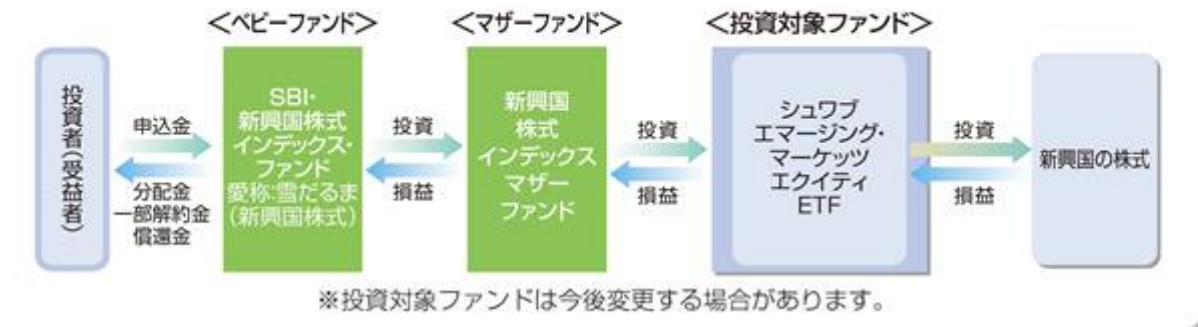 ＜ベビーファンド＞
＜マザーファンド＞
＜投資対象ファンド＞
投資者（受益者）
申込金
分配金
一部解約金
償還金
SBI・
新興国株式
インデックス・
ファンド
愛称:雪だるま
（新興国株式）
投資
損益
新興国
株式
インデックス
マザー
ファンド
投資
損益
シュワブ
エマージング・
マーケッツ
エクイティ
ETF
投資
損益
新興国の株式
※投資対象ファンドは今後変更する場合があります。